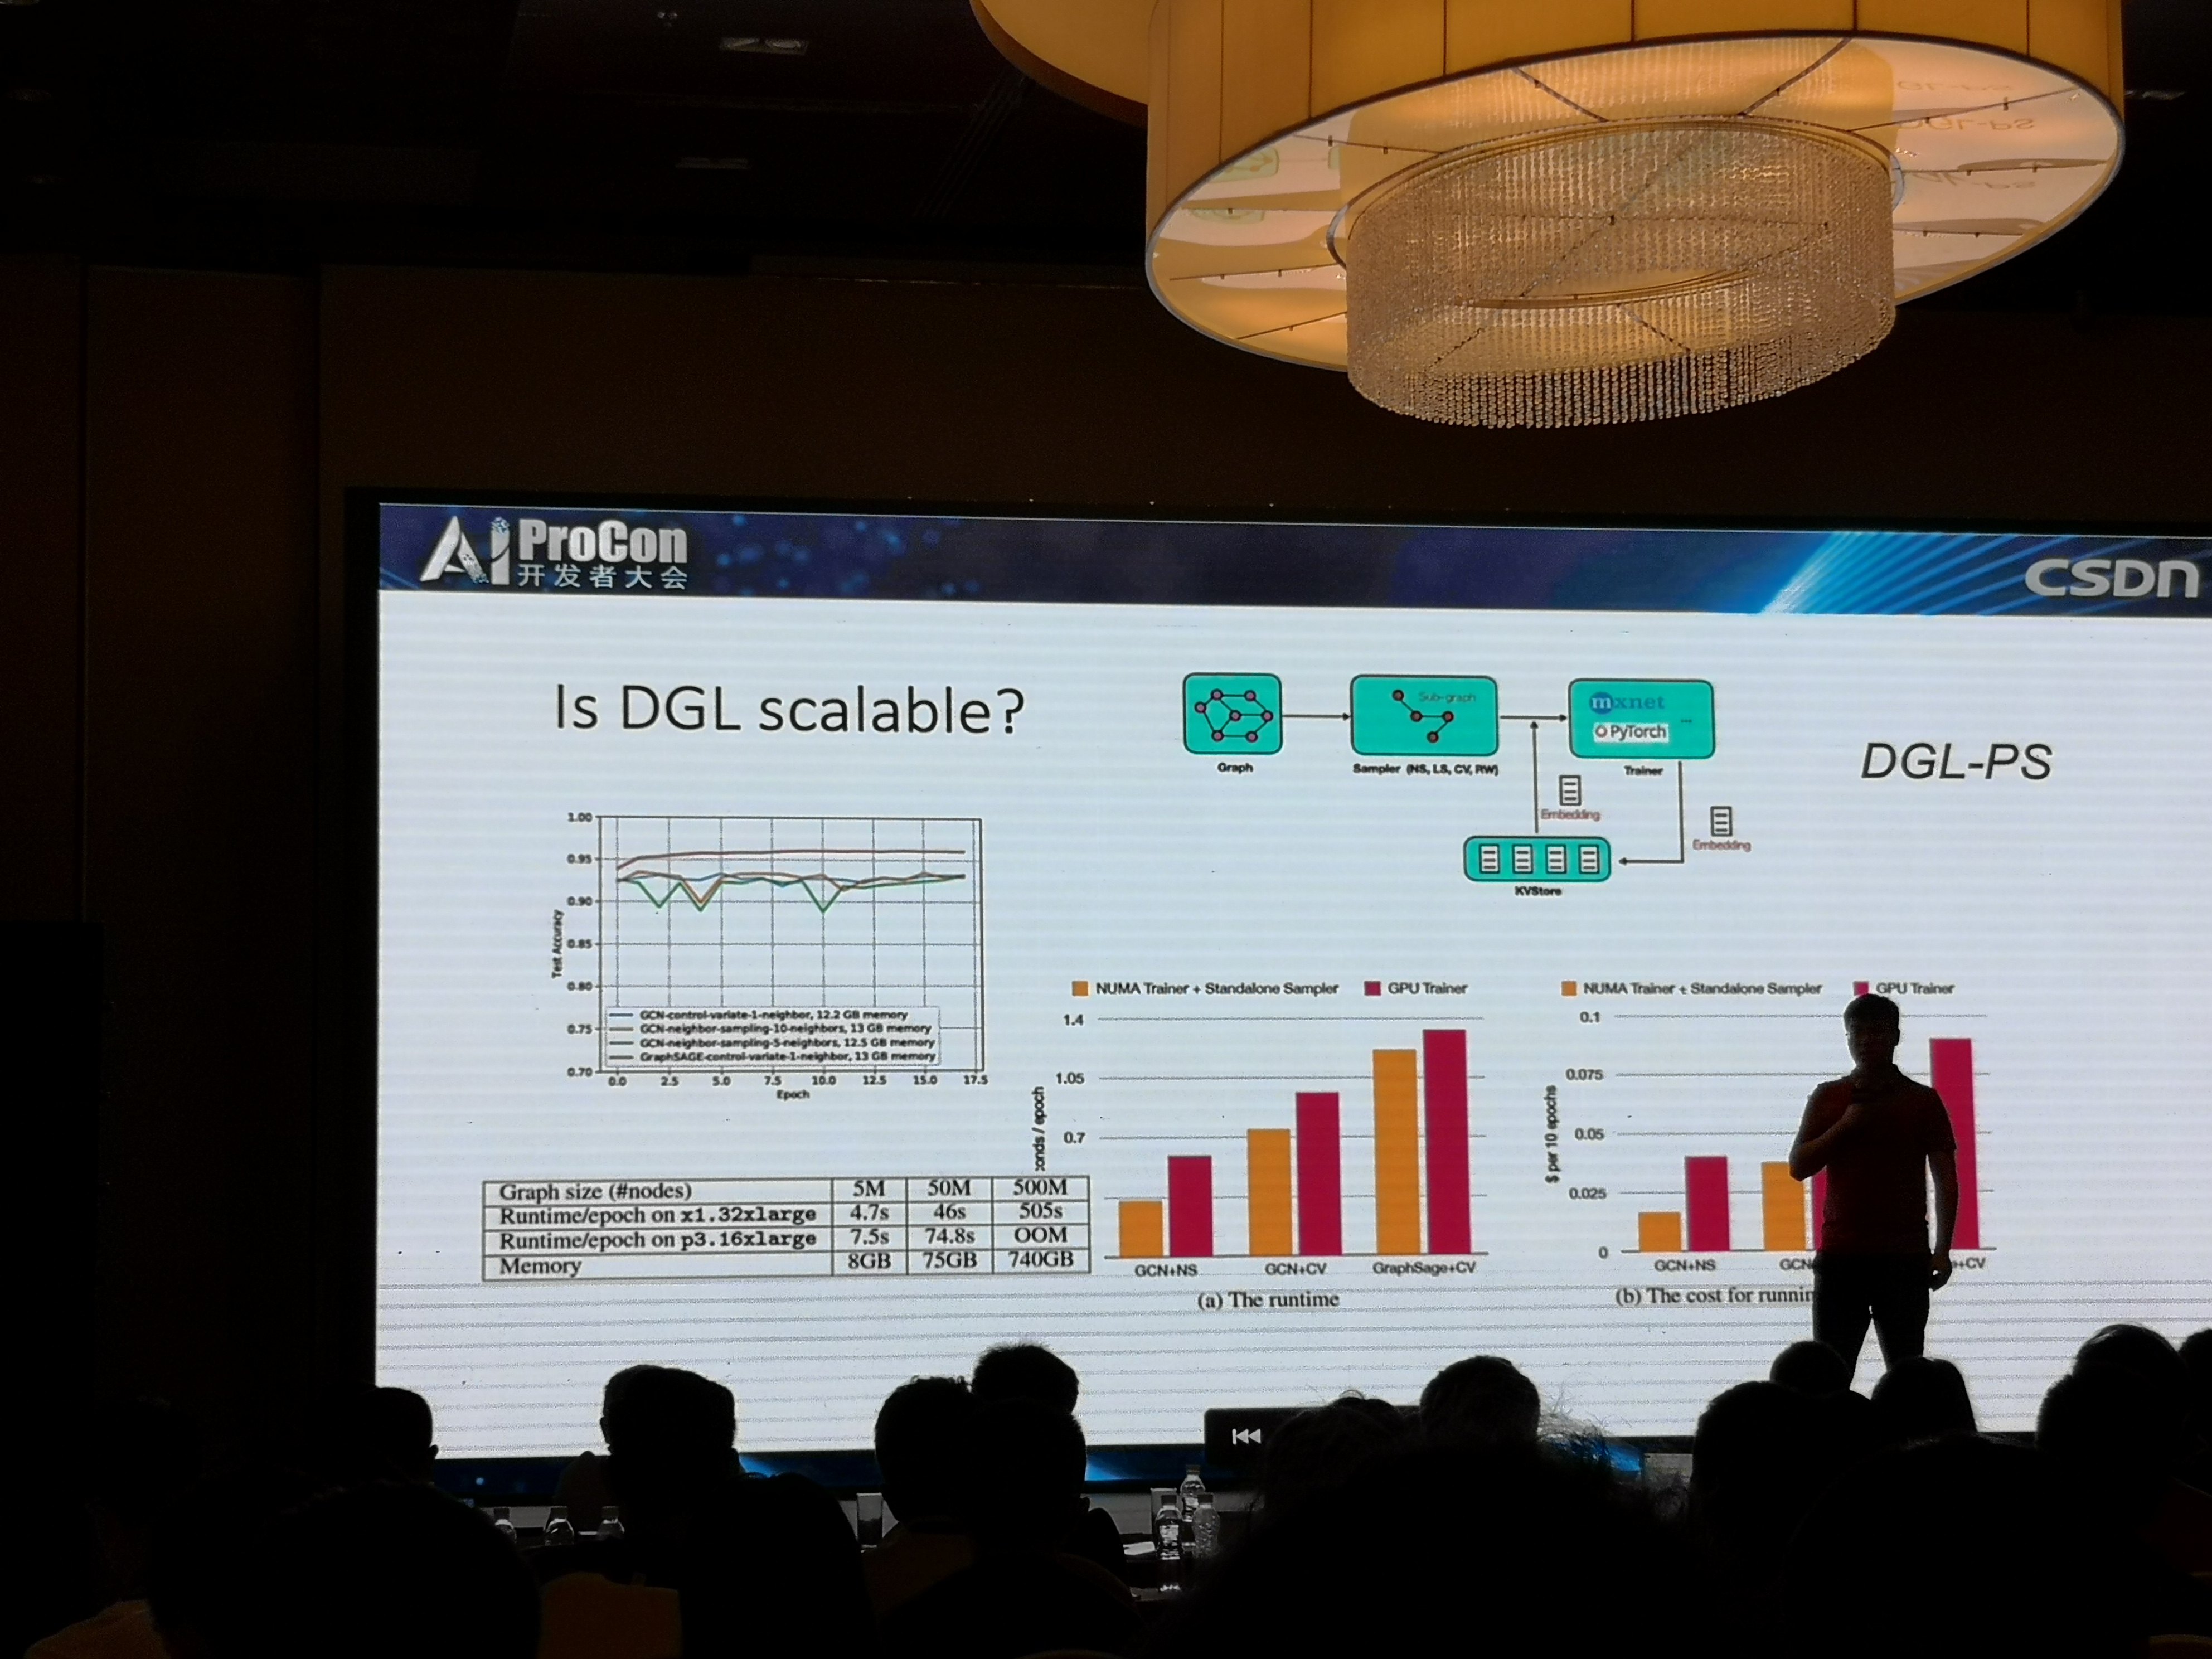 Ai ProCon
开发者大会
CSDN
Is DGL scalable?
Sub-graph
mxnet
...
PyTorch
Graph
Sampler (NS, LS, CV, RW)
Trainer
DGL-PS
Embedding
Embedding
KVStore
1.00
0.95
0.90
0.85
0.80
0.75
0.70
Test Accuracy
GCN-control-variate-1-neighbor, 12.2 GB memory
GCN-neighbor-sampling-10-neighbors, 13 GB memory
GCN-neighbor-sampling-5-neighbors, 12.5 GB memory
GraphSAGE-control-variate-1-neighbor, 13 GB memory
0.0 2.5 5.0 7.5 10.0 12.5 15.0 17.5
Epoch
Graph size (#nodes) 5M 50M 500M
Runtime/epoch on x1.32xlarge 4.7s 46s 505s
Runtime/epoch on p3.16xlarge 7.5s 74.8s OOM
Memory 8GB 75GB 740GB
NUMA Trainer + Standalone Sampler GPU Trainer
1.4
1.05
0.7
onds / epoch
GCN+NS GCN+CV GraphSage+CV
(a) The runtime
NUMA Trainer + Standalone Sampler GPU Trainer
0.1
0.075
0.05
0.025
0
$ per 10 epochs
GCN+NS GCN +CV
(b) The cost for runnin